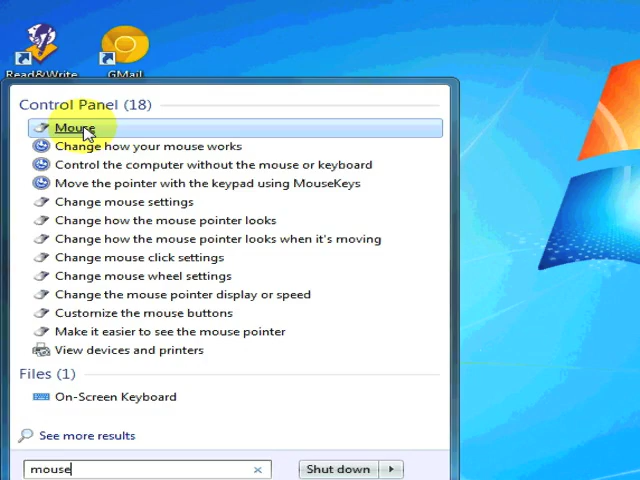 Read&Write
GMail
Control Panel (18)
Mouse
Change how your mouse works
Control the computer without the mouse or keyboard
Move the pointer with the keypad using MouseKeys
Change mouse settings
Change how the mouse pointer looks
Change how the mouse pointer looks when it's moving
Change mouse click settings
Change mouse wheel settings
Change the mouse pointer display or speed
Customize the mouse buttons
Make it easier to see the mouse pointer
View devices and printers
Files (1)
On-Screen Keyboard
See more results
mouse
Shut down